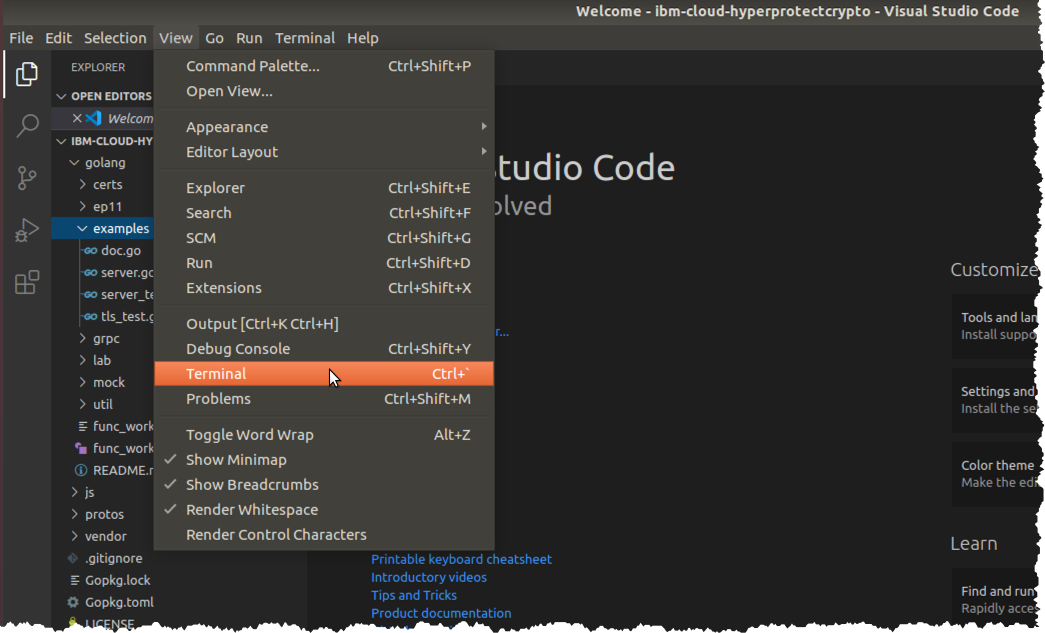 Welcome - ibm-cloud-hyperprotectcrypto - Visual Studio Code
File Edit Selection View Go Run Terminal Help
EXPLORER
OPEN EDITORS
Welcom
IBM-CLOUD-HY
golang
certs
ep11
examples
doc.go
server.go
server_te
tls_test.g
grpc
lab
mock
util
func_work
func_work
README.r
js
protos
vendor
.gitignore
Gopkg.lock
Gopkg.toml
LICENSE
Command Palette... Ctrl+Shift+P
Open View...
Appearance
Editor Layout
Explorer Ctrl+Shift+E
Search Ctrl+Shift+F
SCM Ctrl+Shift+G
Run Ctrl+Shift+D
Extensions Ctrl+Shift+X
Output [Ctrl+K Ctrl+H]
Debug Console Ctrl+Shift+Y
Terminal Ctrl+`
Problems Ctrl+Shift+M
Toggle Word Wrap Alt+Z
Show Minimap
Show Breadcrumbs
Render Whitespace
Render Control Characters
tudio Code
olved
r...
Printable keyboard cheatsheet
Introductory videos
Tips and Tricks
Product documentation
Customize
Tools and lan
Install suppo
Settings and
Install the se
Color theme
Make the edi
Learn
Find and run
Rapidly acce